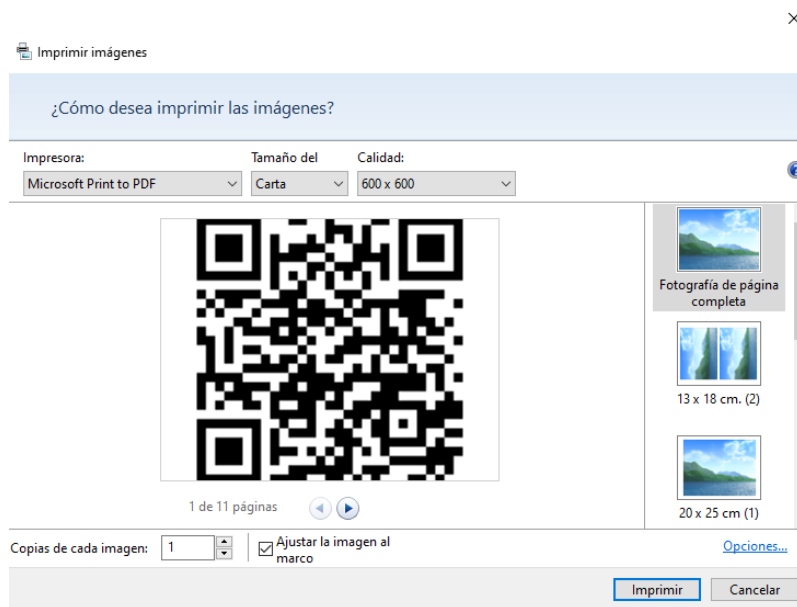 Imprimir imágenes
¿Cómo desea imprimir las imágenes?
Impresora: Tamaño del Calidad:
Microsoft Print to PDF Carta 600 x 600
Fotografía de página
completa
13 x 18 cm. (2)
20 x 25 cm (1)
1 de 11 páginas
Copias de cada imagen: 1 Ajustar la imagen al
marco
Opciones...
Imprimir Cancelar